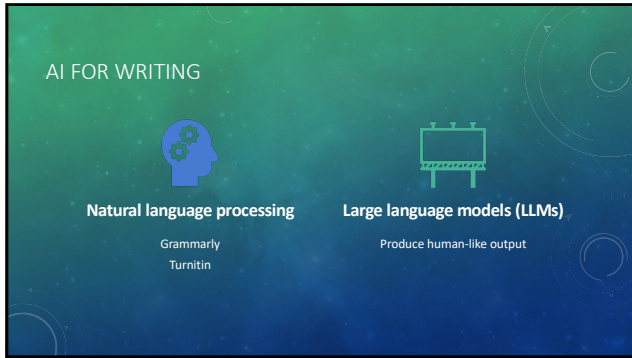 AI FOR WRITING
Natural language processing
Grammarly
Turnitin
Large language models (LLMs)
Produce human-like output